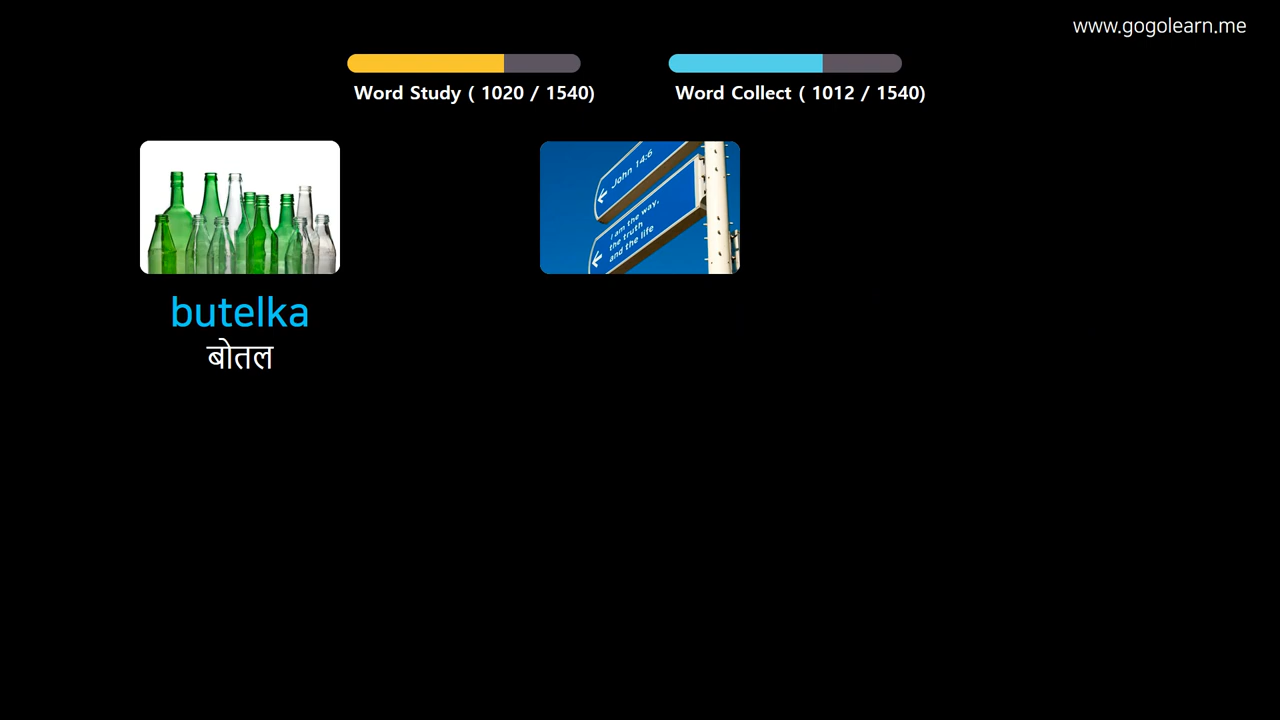 www.gogolearn.me
Word Study ( 1020 / 1540)
Word Collect ( 1012 / 1540)
John 14:6
I am the way,
the truth
and the life
butelka
बोतल